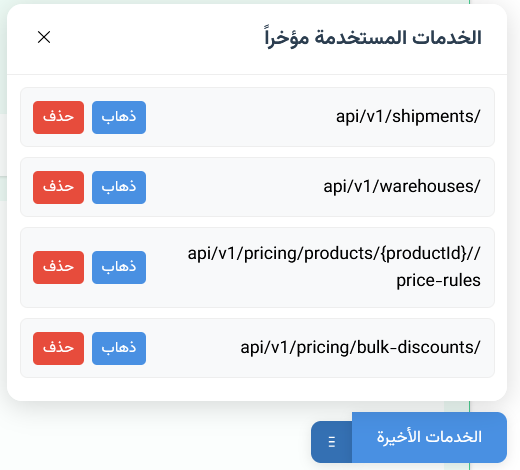 الخدمات المستخدمة مؤخراً
api/v1/shipments/
ذهاب حذف
api/v1/warehouses/
ذهاب حذف
api/v1/pricing/products/{productId}//
price-rules
ذهاب حذف
api/v1/pricing/bulk-discounts/
ذهاب حذف
الخدمات الأخيرة